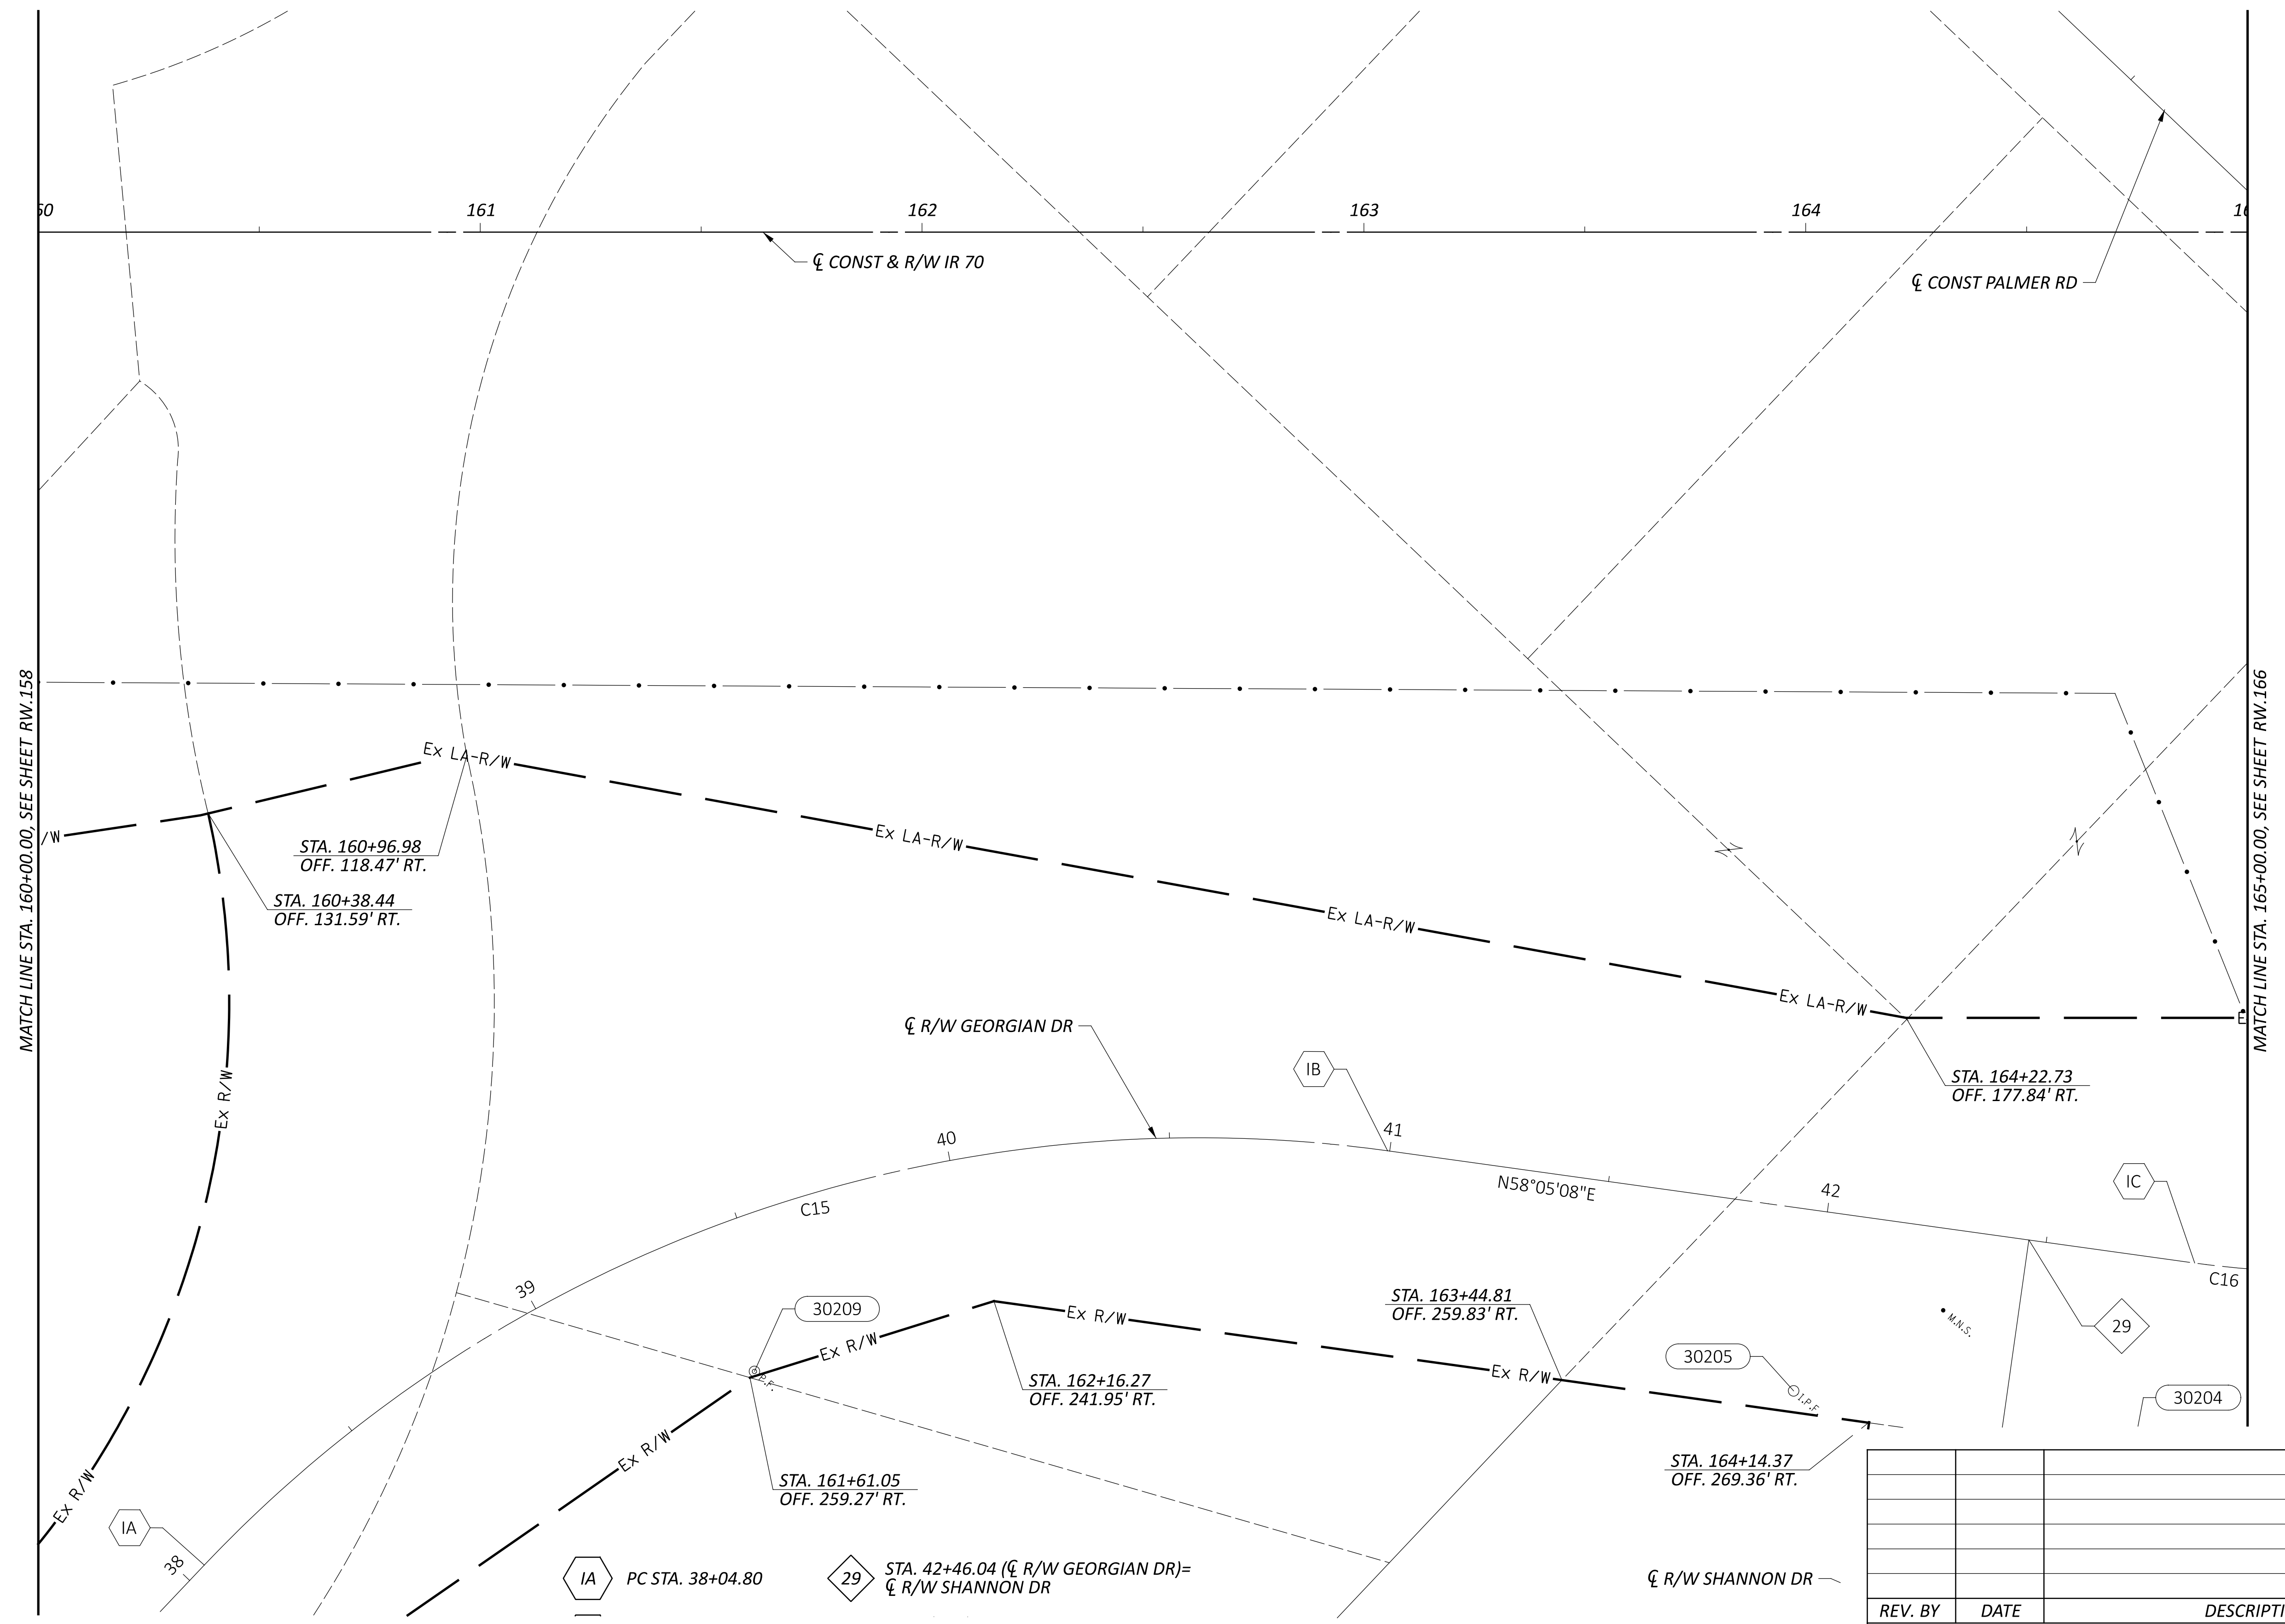 161
162
163
164
℄ CONST & R/W IR 70
℄ CONST PALMER RD
MATCH LINE STA. 160+00.00, SEE SHEET RW.158
MATCH LINE STA. 165+00.00, SEE SHEET RW.166
Ex LA-R/W
/W
STA. 160+96.98
OFF. 118.47' RT.
Ex LA-R/W
STA. 160+38.44
OFF. 131.59' RT.
Ex LA-R/W
Ex LA-R/W
℄ R/W GEORGIAN DR
IB
STA. 164+22.73
OFF. 177.84' RT.
Ex R/W
40
41
N58°05'08"E
42
IC
C15
C16
39
30209
STA. 163+44.81
OFF. 259.83' RT.
Ex R/W
Ex R/W
M.N.S.
29
30205
I.P.F
P.F.
Ex R/W
STA. 162+16.27
OFF. 241.95' RT.
30204
Ex R/W
STA. 161+61.05
OFF. 259.27' RT.
STA. 164+14.37
OFF. 269.36' RT.
Ex R/W
IA
38
IA PC STA. 38+04.80
29 STA. 42+46.04 (℄ R/W GEORGIAN DR)=
℄ R/W SHANNON DR
℄ R/W SHANNON DR
REV. BY DATE DESCRIPTI